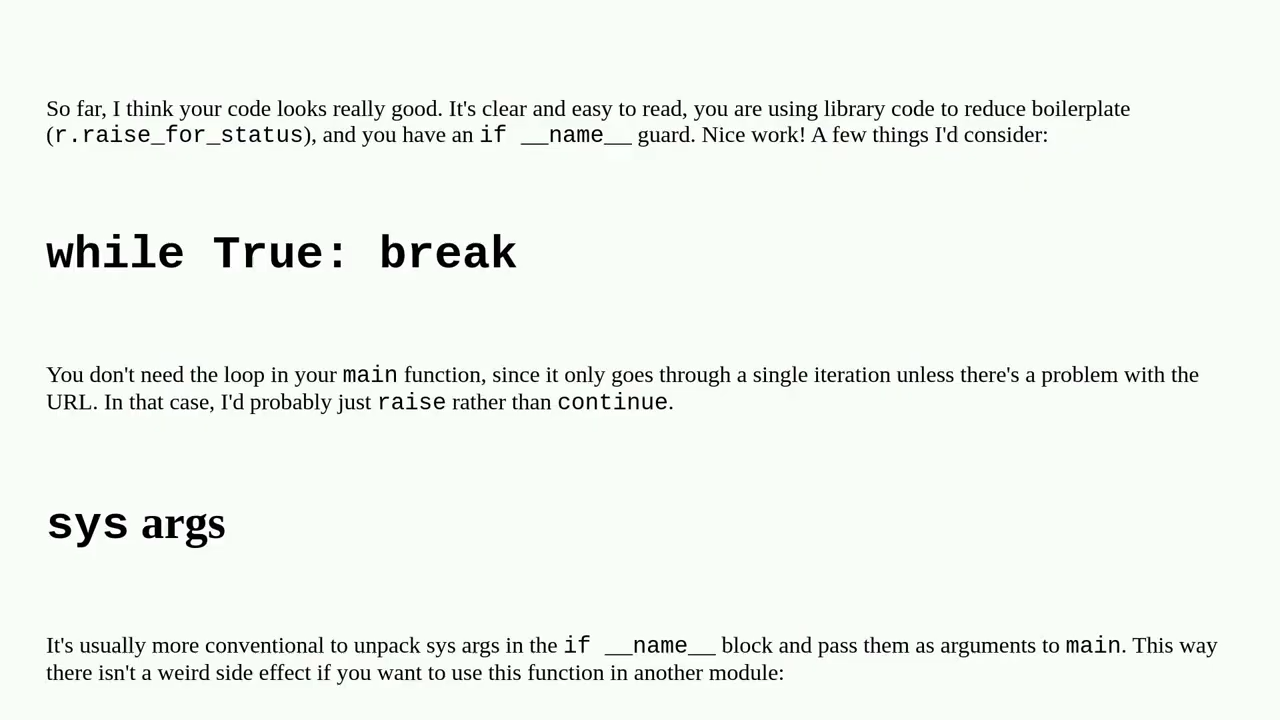 So far, I think your code looks really good. It's clear and easy to read, you are using library code to reduce boilerplate
(r.raise_for_status), and you have an if __name__ guard. Nice work! A few things I'd consider:
while True: break
You don't need the loop in your main function, since it only goes through a single iteration unless there's a problem with the
URL. In that case, I'd probably just raise rather than continue.
sys args
It's usually more conventional to unpack sys args in the if __name__ block and pass them as arguments to main. This way
there isn't a weird side effect if you want to use this function in another module: